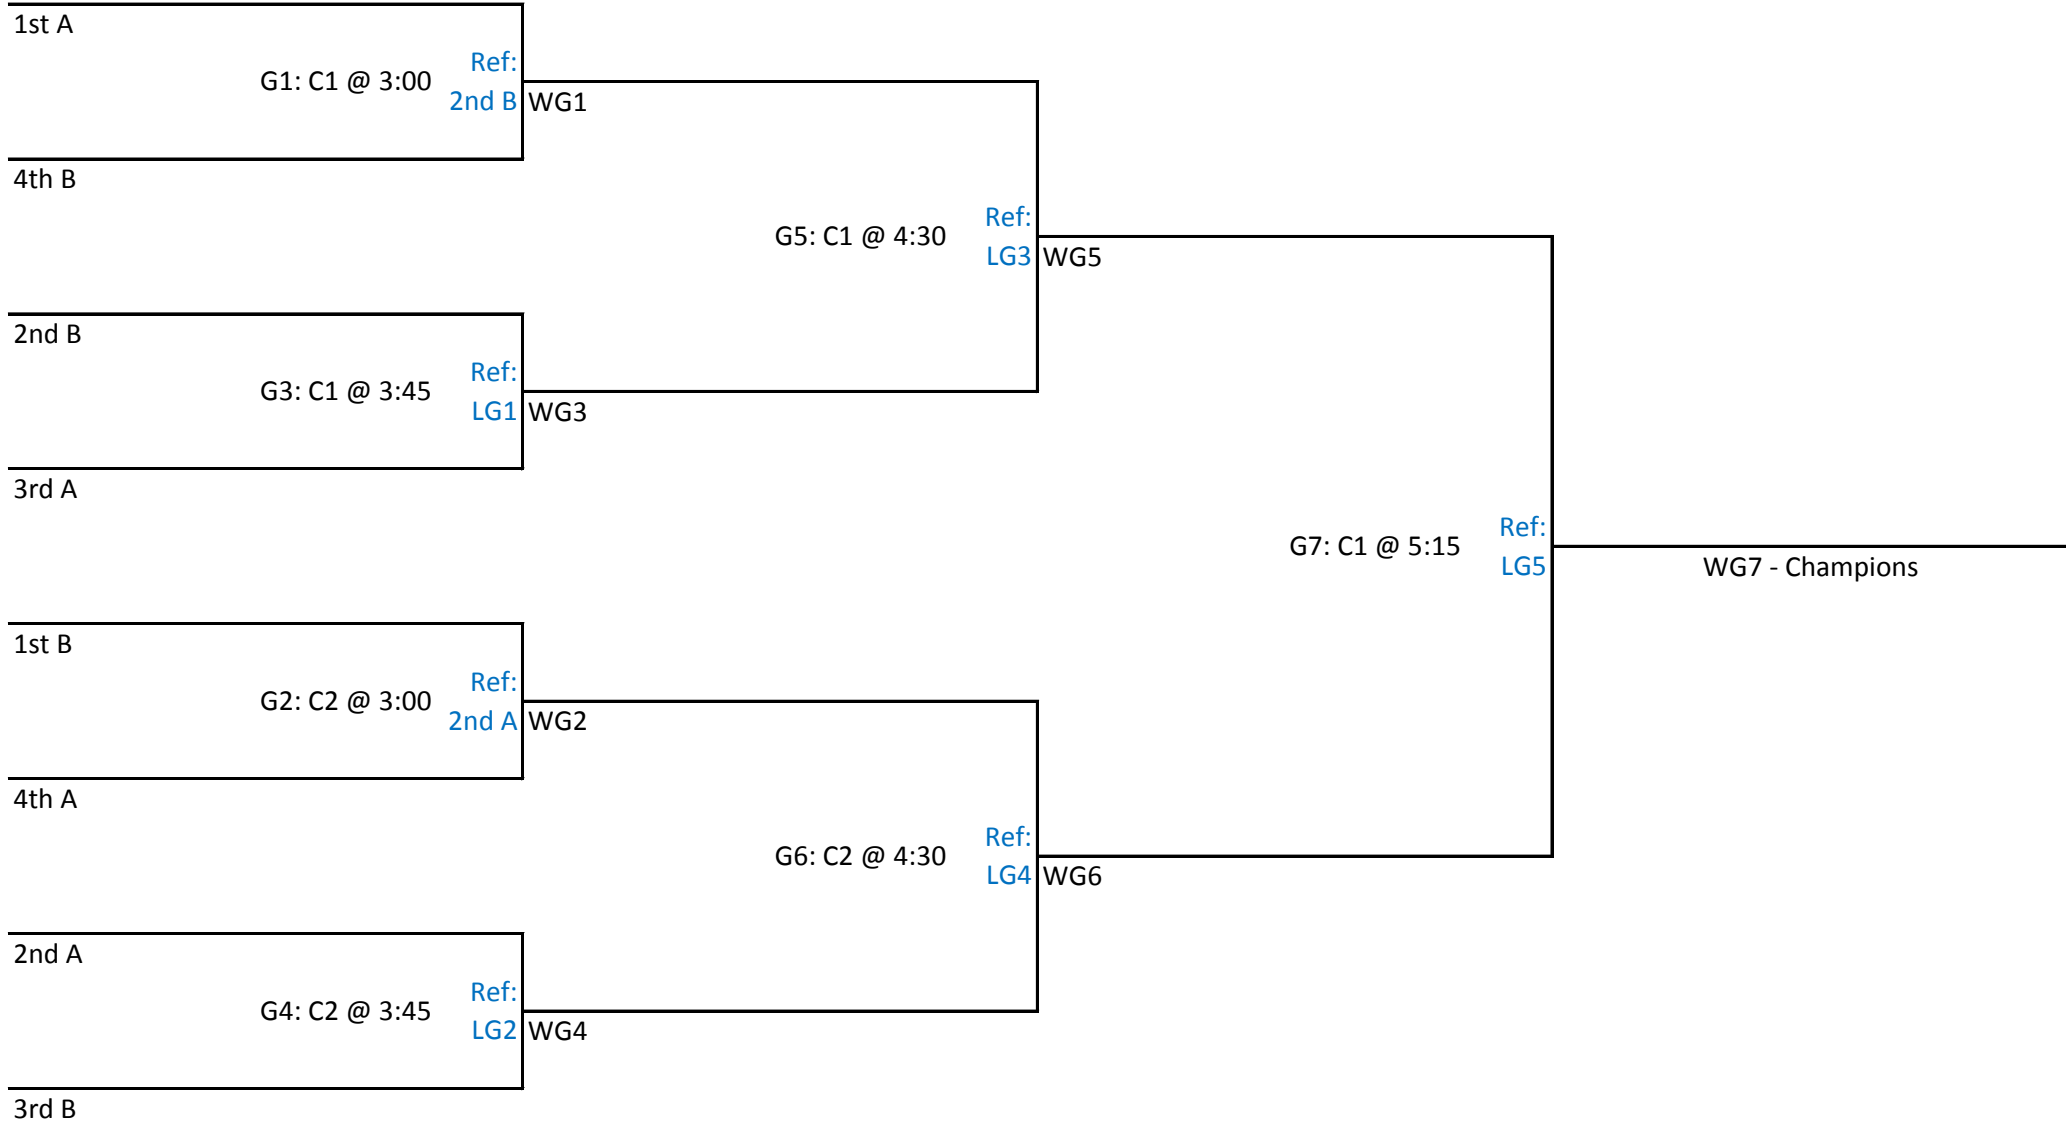 1st A
G1: C1 @ 3:00
Ref:
2nd B
WG1
4th B
G5: C1 @ 4:30
Ref:
LG3
WG5
2nd B
G3: C1 @ 3:45
Ref:
LG1
WG3
3rd A
G7: C1 @ 5:15
Ref:
LG5
WG7 - Champions
1st B
G2: C2 @ 3:00
Ref:
2nd A
WG2
4th A
G6: C2 @ 4:30
Ref:
LG4
WG6
2nd A
G4: C2 @ 3:45
Ref:
LG2
WG4
3rd B